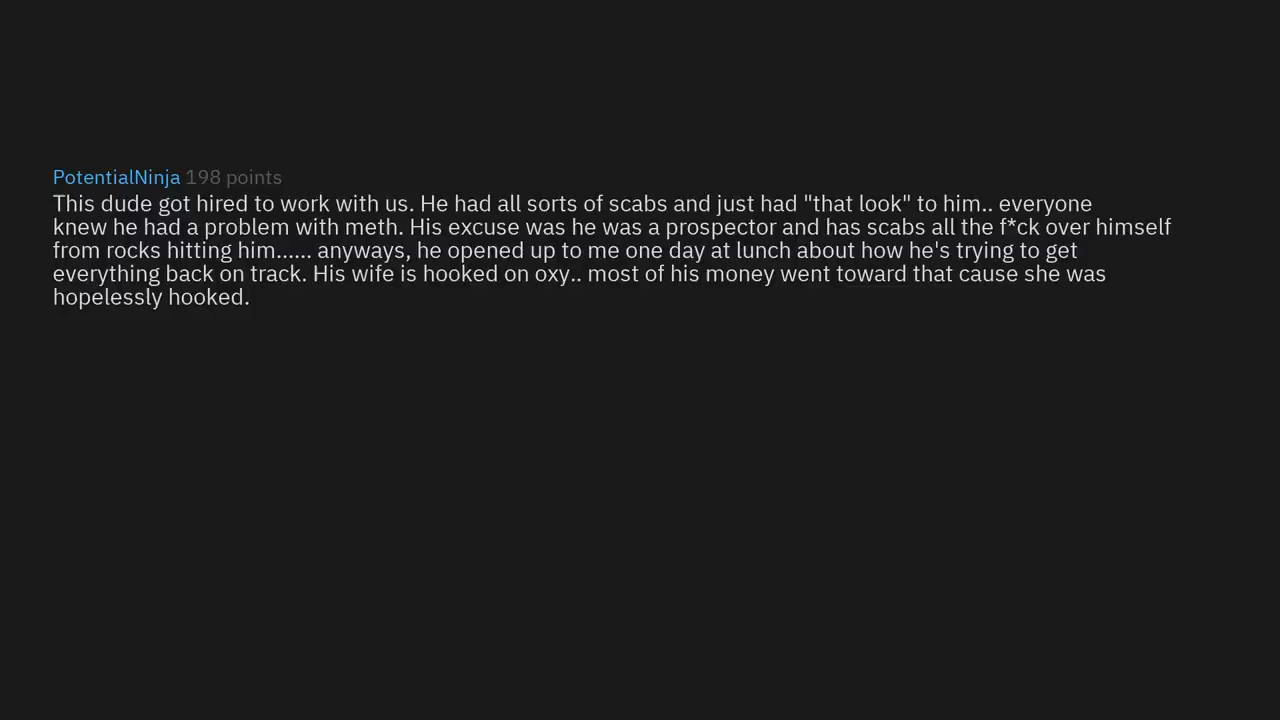 PotentialNinja 198 points
This dude got hired to work with us. He had all sorts of scabs and just had "that look" to him.. everyone
knew he had a problem with meth. His excuse was he was a prospector and has scabs all the f*ck over himself
from rocks hitting him...... anyways, he opened up to me one day at lunch about how he's trying to get
everything back on track. His wife is hooked on oxy.. most of his money went toward that cause she was
hopelessly hooked.